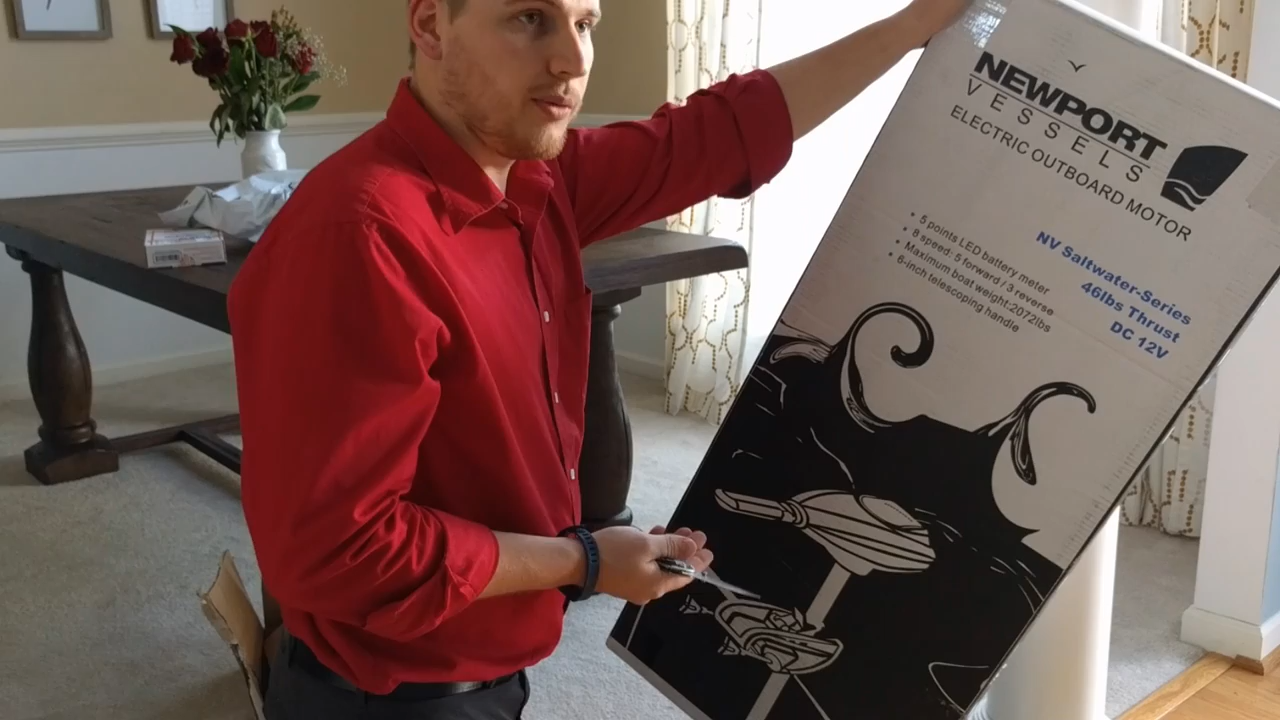 NEWPORT
VESSELS
ELECTRIC OUTBOARD MOTOR
• 5 points LED battery meter
• 8 speed: 5 forward / 3 reverse
• Maximum boat weight:2072lbs
• 6-inch telescoping handle
NV Saltwater-Series
46lbs Thrust
DC 12V